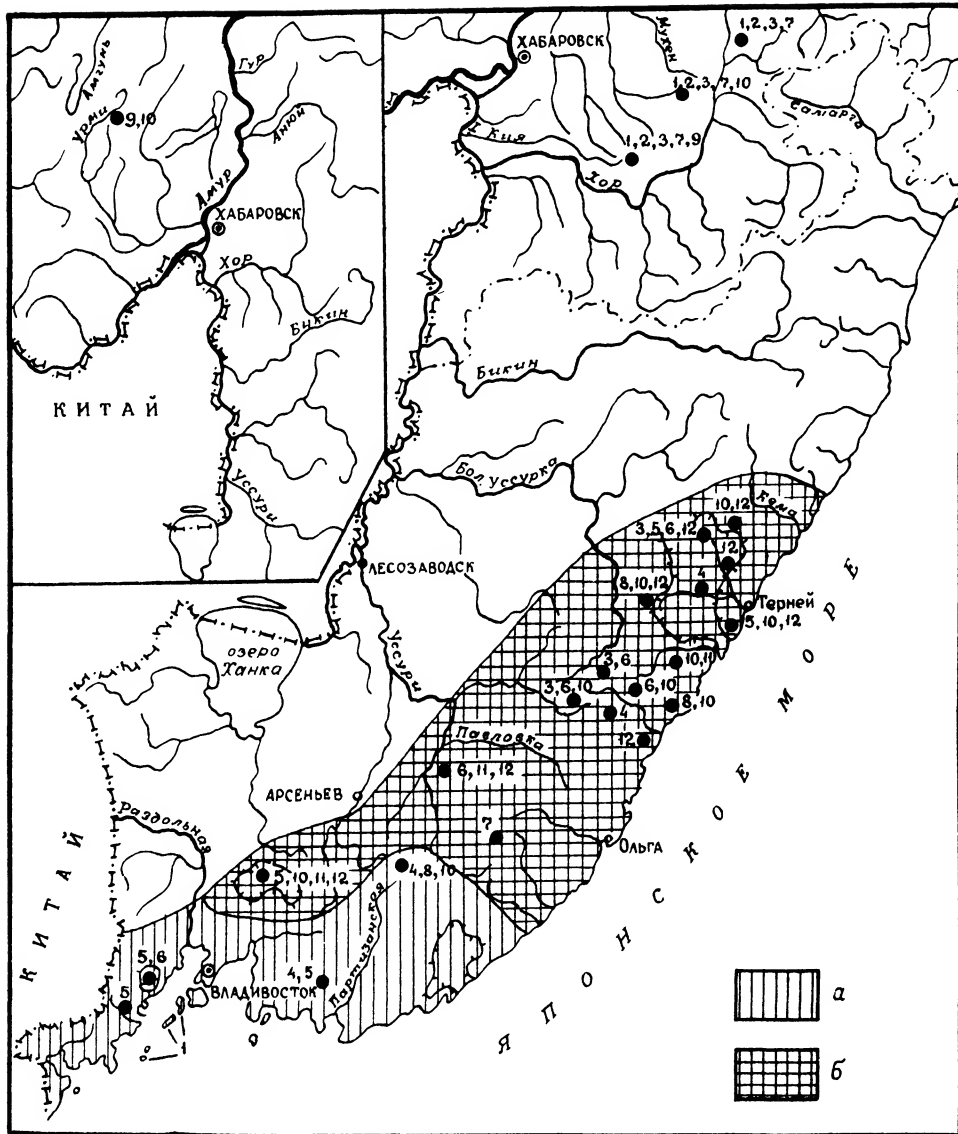 Амгунь
Урми
9,10
Гур
Анюй
Амур
ХАБАРОВСК
Хор
Бикин
КИТАЙ
Уссури
ХАБАРОВСК
Мухен
1,2,3,7
1,2,3,7,10
Самарга
Кия
1,2,3,7,9
Хор
Бикин
Бол. Уссурка
Кема
10,12
3,5,6,12
12
ЛЕСОЗАВОДСК
4
8,10,12
Терней
5,10,12
озеро
Ханка
Уссури
3,6
10,11
6,10
3,6,10
4
8,10
Павловка
12
6,11,12
АРСЕНЬЕВ
Раздольная
7
Ольга
4,8,10
5,10,11,12
КИТАЙ
Партизанская
5,6
4,5
ВЛАДИВОСТОК
5
1
ЯПОНСКОЕ МОРЕ
а
б